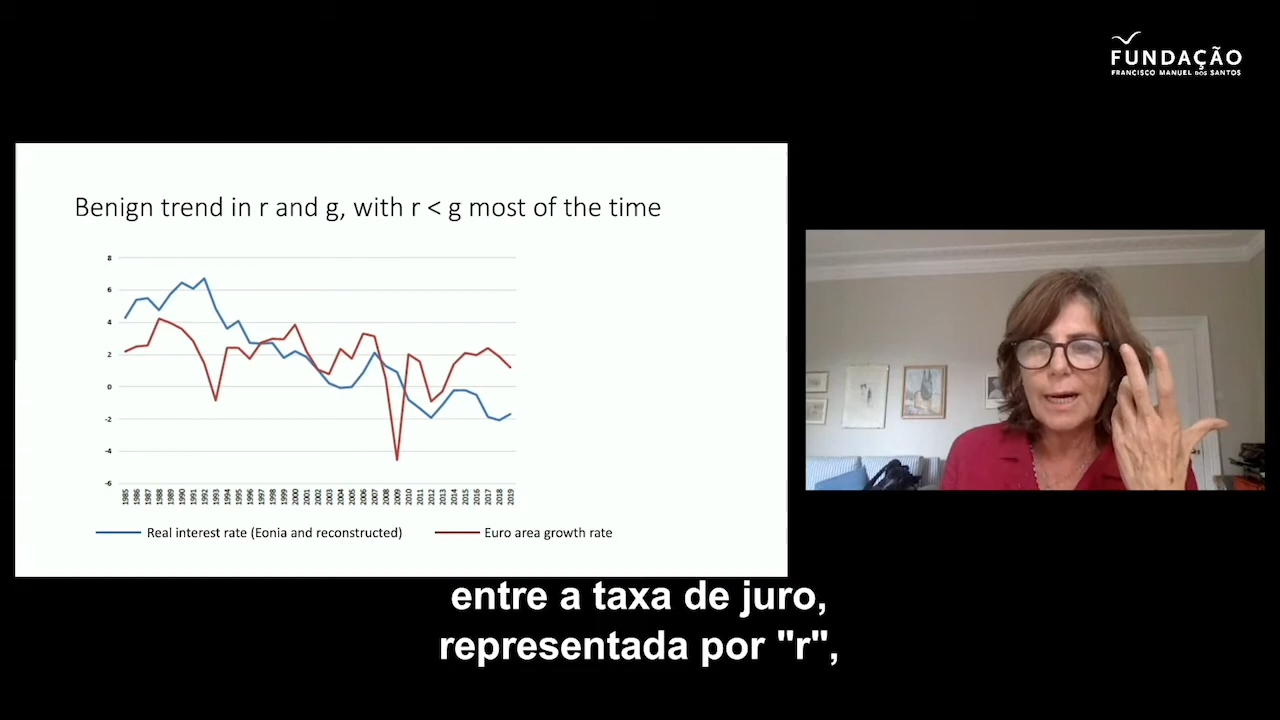 FUNDAÇÃO
FRANCISCO MANUEL DOS SANTOS
Benign trend in r and g, with r < g most of the time
8
6
4
2
0
-2
-4
-6
1985 1986 1987 1988 1989 1990 1991 1992 1993 1994 1995 1996 1997 1998 1999 2000 2001 2002 2003 2004 2005 2006 2007 2008 2009 2010 2011 2012 2013 2014 2015 2016 2017 2018 2019
Real interest rate (Eonia and reconstructed) Euro area growth rate
entre a taxa de juro,
representada por "r",